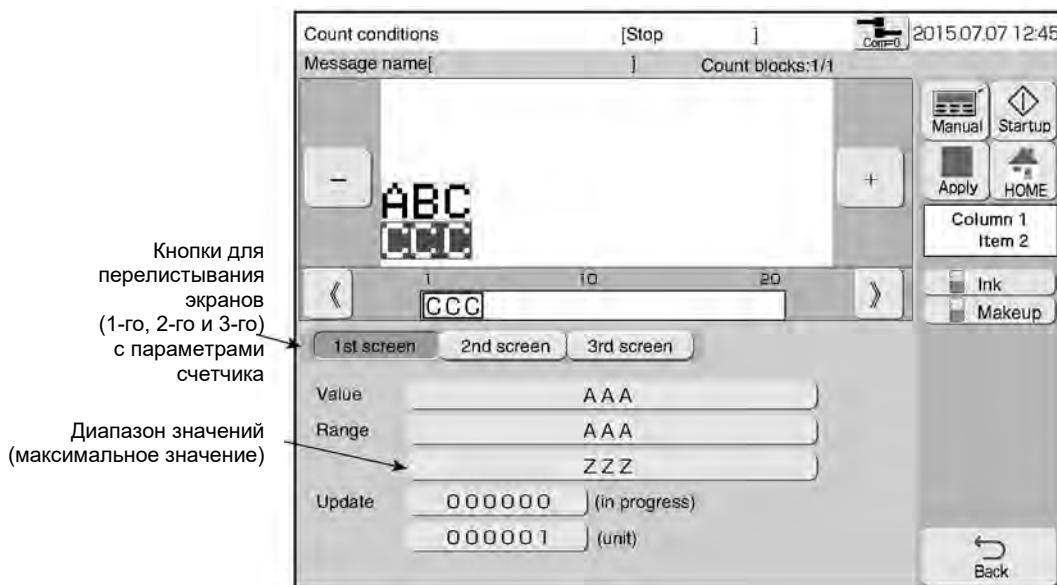 Count conditions [Stop ] Com=0 2015.07.07 12:45
Message name[ ] Count blocks:1/1
Manual Startup
- +
Apply HOME
ABC
CCC
Column 1
Item 2
Кнопки для
перелистывания
экранов
(1-го, 2-го и 3-го)
с параметрами
счетчика
1 10 20
《 》
CCC
Ink
Makeup
1st screen 2nd screen 3rd screen
Value AAA
Диапазон значений
(максимальное значение)
Range AAA
ZZZ
Update 000000 (in progress)
000001 (unit)
Back